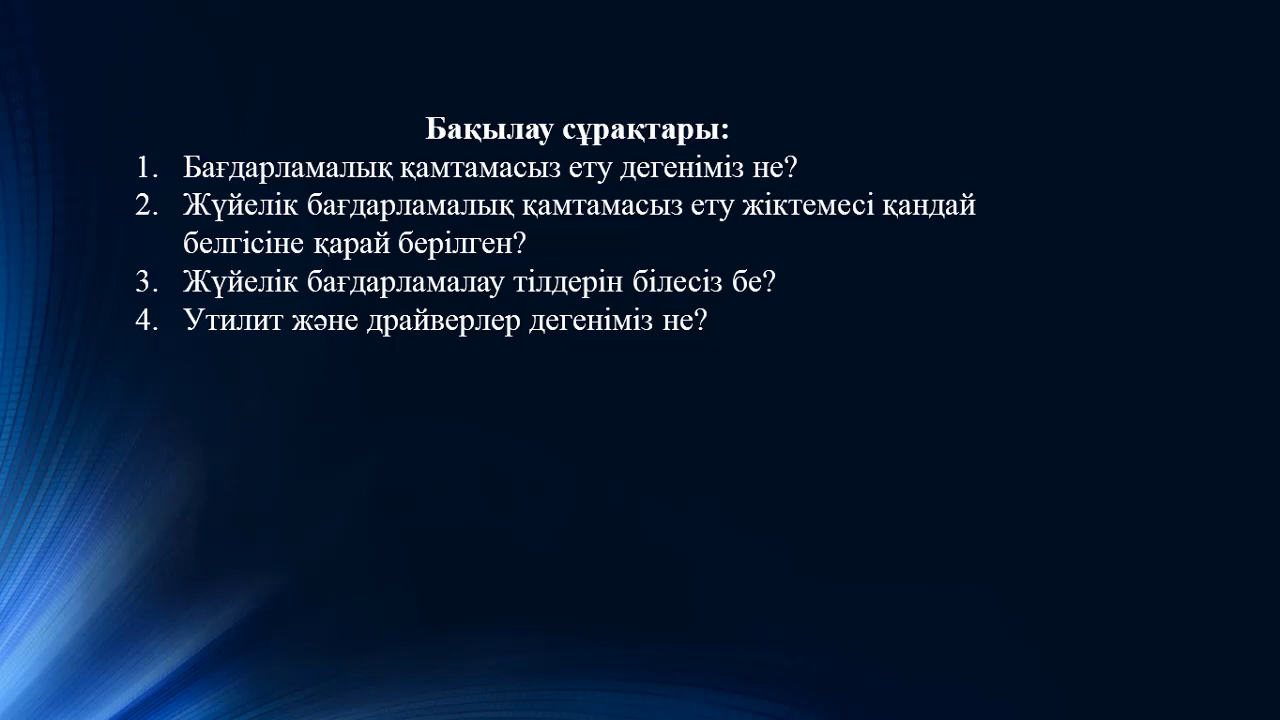 Бақылау сұрақтары:
1. Бағдарламалық қамтамасыз ету дегеніміз не?
2. Жүйелік бағдарламалық қамтамасыз ету жіктемесі қандай
белгісіне қарай берілген?
3. Жүйелік бағдарламалау тілдерін білесіз бе?
4. Утилит және драйверлер дегеніміз не?